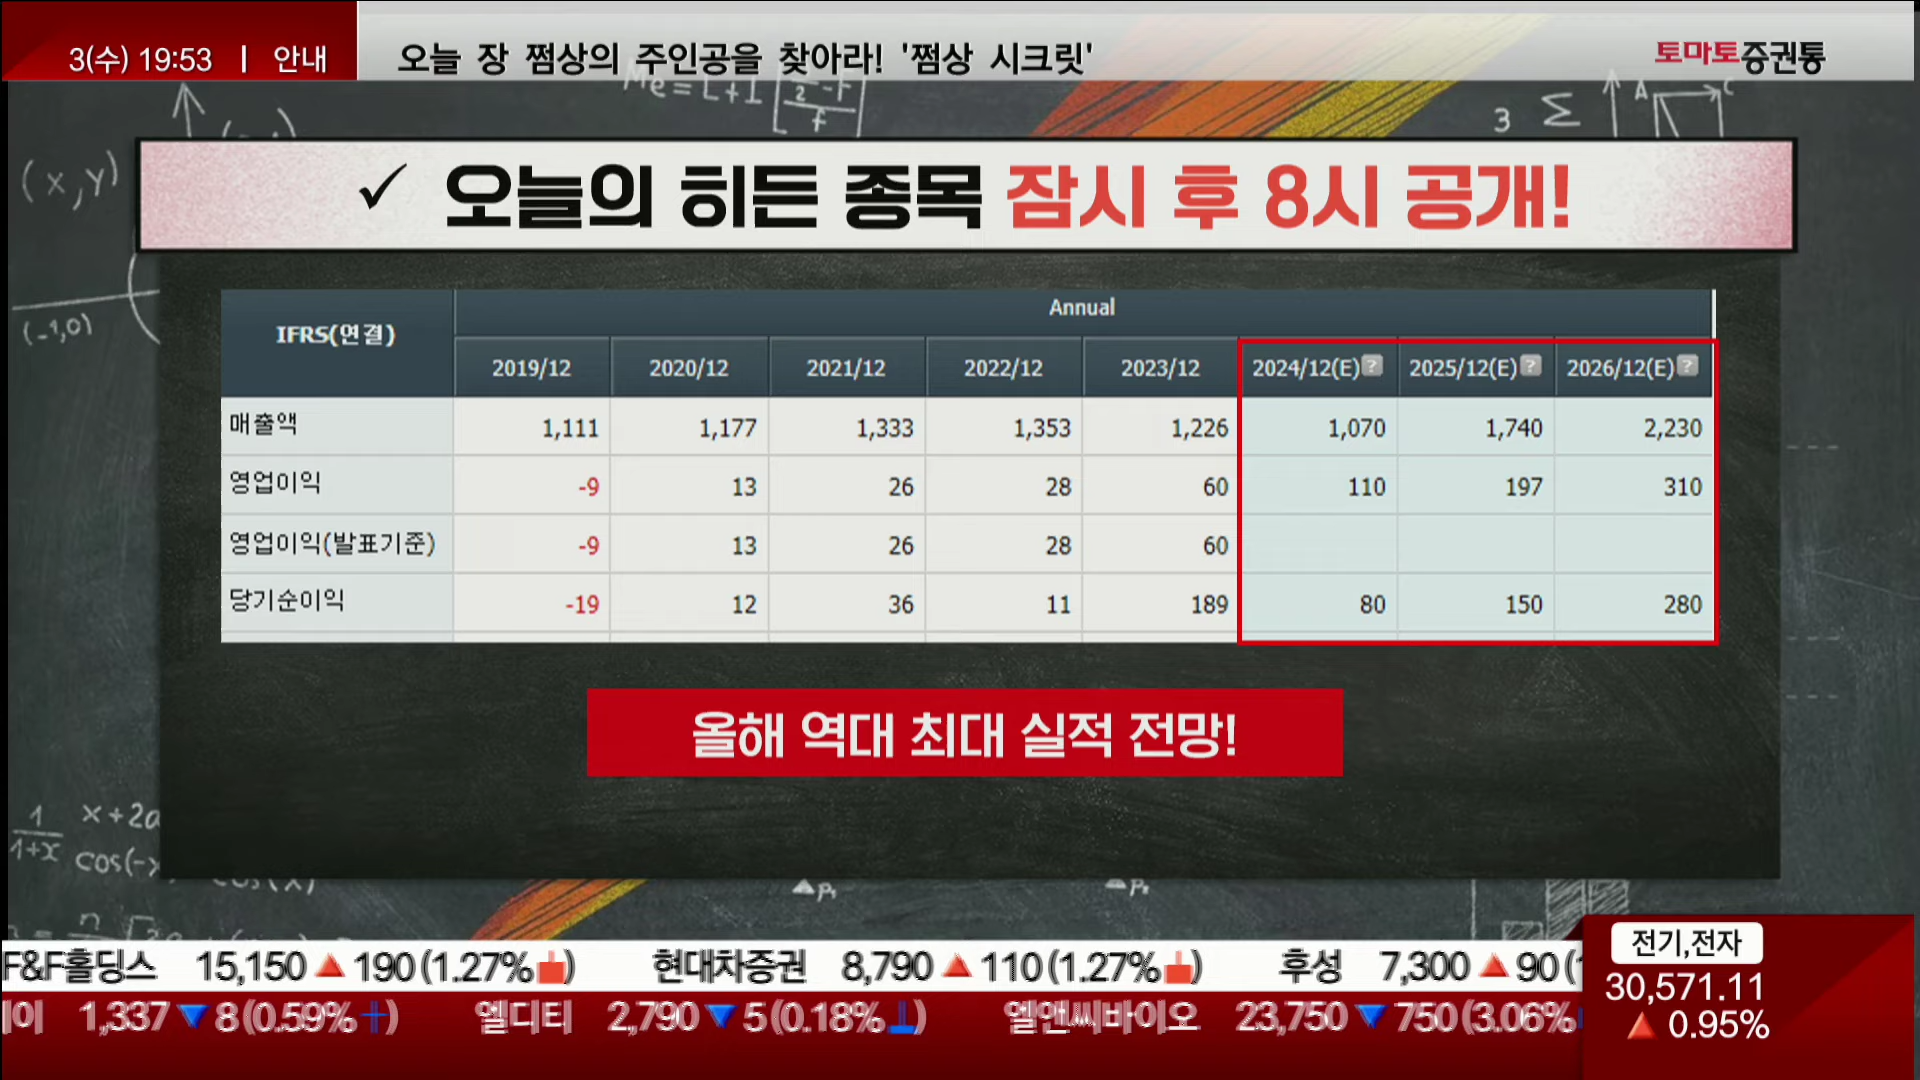 3(수) 19:53 | 안내
오늘 장 쩜상의 주인공을 찾아라! '쩜상 시크릿'
토마토증권통
✓ 오늘의 히든 종목 잠시 후 8시 공개!
IFRS(연결) Annual
2019/12 2020/12 2021/12 2022/12 2023/12 2024/12(E) 2025/12(E) 2026/12(E)
매출액 1,111 1,177 1,333 1,353 1,226 1,070 1,740 2,230
영업이익 -9 13 26 28 60 110 197 310
영업이익(발표기준) -9 13 26 28 60
당기순이익 -19 12 36 11 189 80 150 280
올해 역대 최대 실적 전망!
(x,y)
(-1,0)
3 Σ
A C
x+2a
1/1+x
F&F홀딩스 15,150 ▲ 190 (1.27%) 현대차증권 8,790 ▲ 110 (1.27%) 후성 7,300 ▲ 90
1,337 ▼ 8 (0.59%) 엘디티 2,790 ▼ 5 (0.18%) 엘앤씨바이오 23,750 ▼ 750 (3.06%
전기,전자
30,571.11
▲ 0.95%